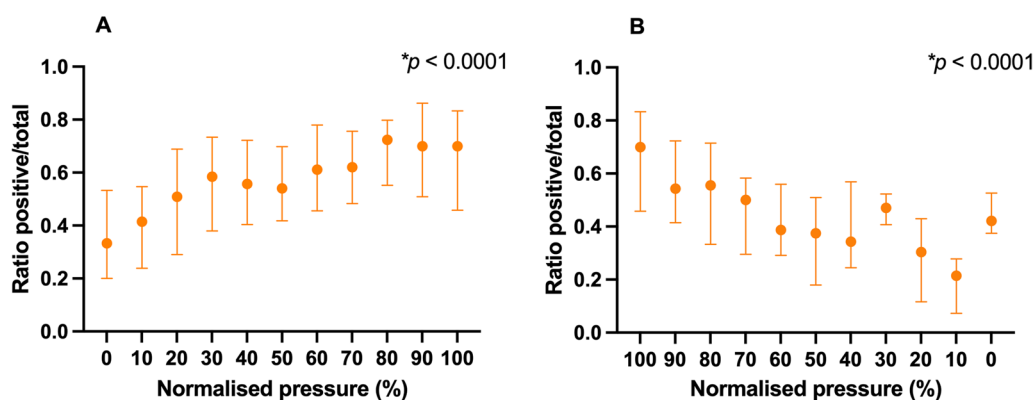 A
*p < 0.0001
Ratio positive/total
1.0
0.8
0.6
0.4
0.2
0.0
0 10 20 30 40 50 60 70 80 90 100
Normalised pressure (%)
B
*p < 0.0001
Ratio positive/total
1.0
0.8
0.6
0.4
0.2
0.0
100 90 80 70 60 50 40 30 20 10 0
Normalised pressure (%)